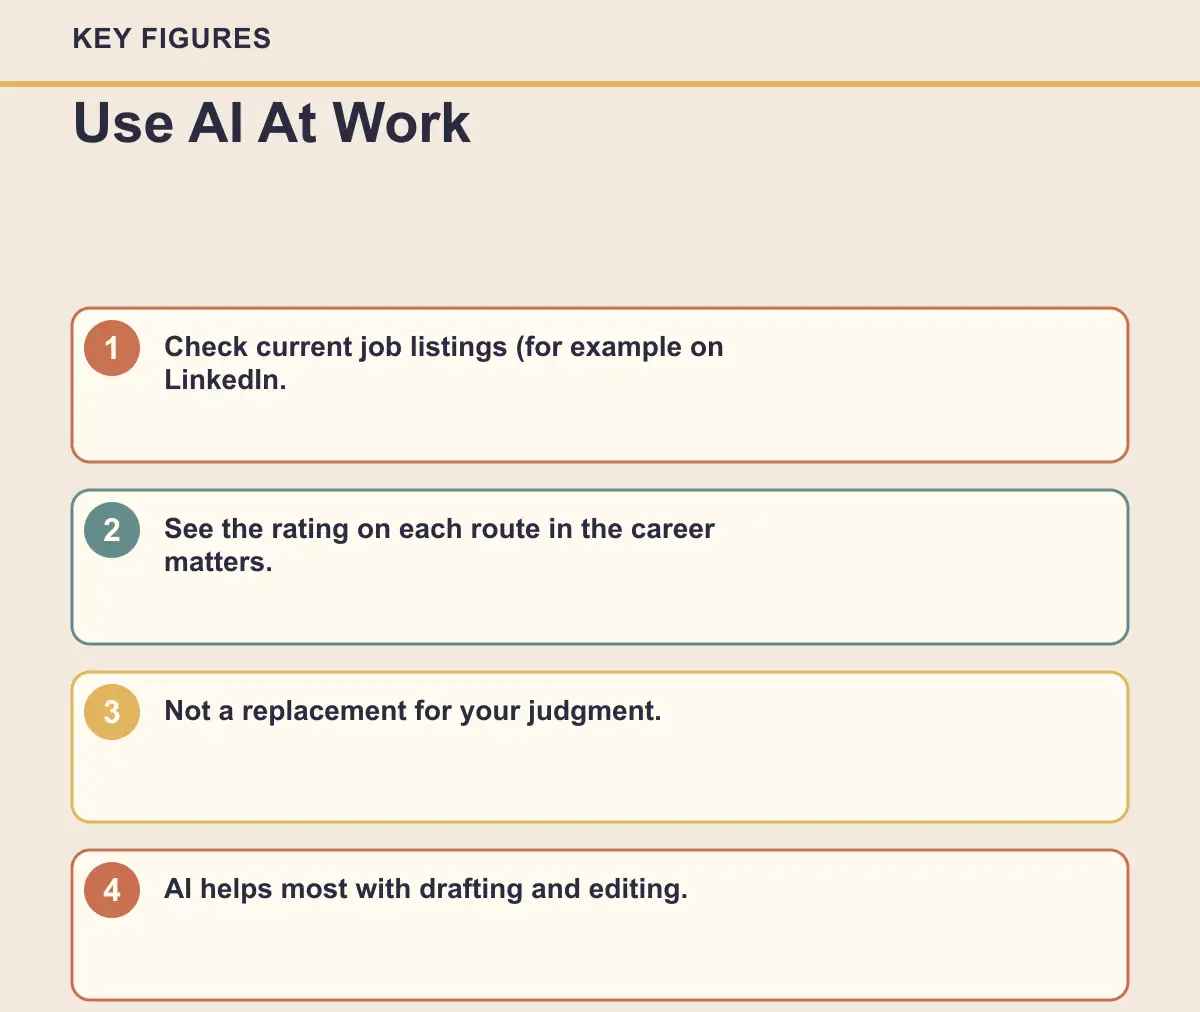 KEY FIGURES
Use AI At Work
1
Check current job listings (for example on
LinkedIn.
2
See the rating on each route in the career
matters.
3
Not a replacement for your judgment.
4
AI helps most with drafting and editing.